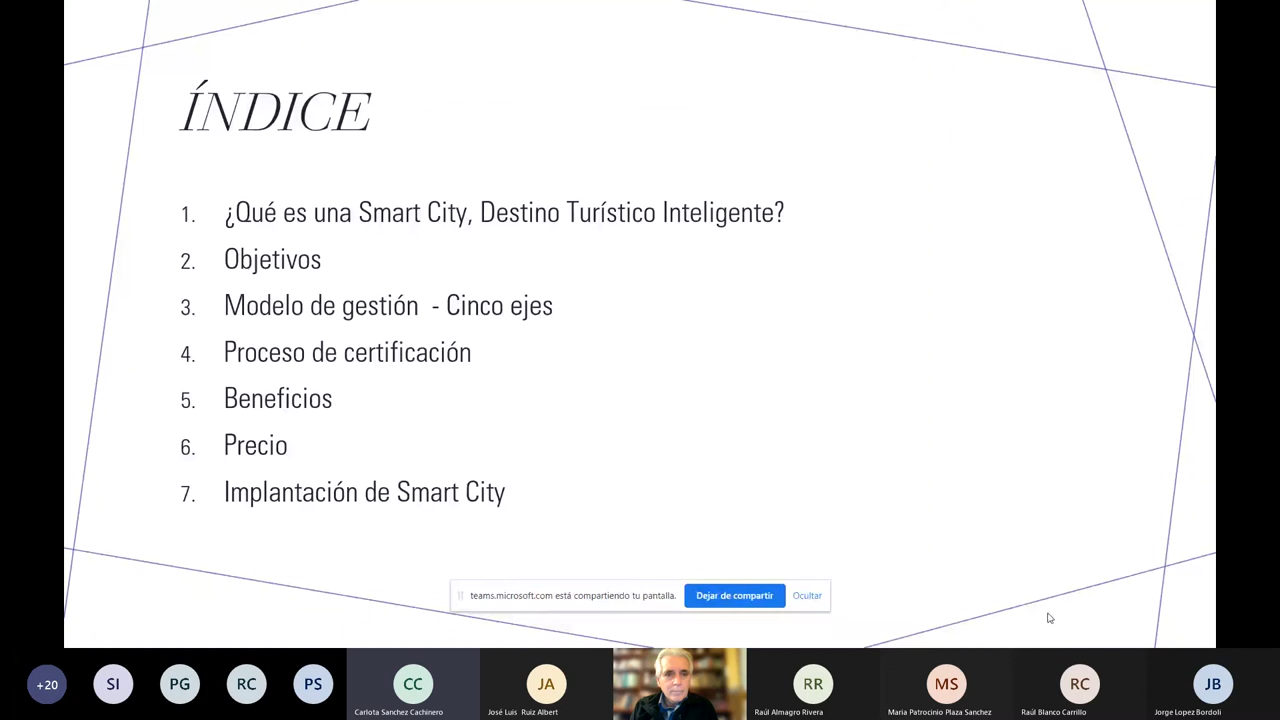 ÍNDICE
1. ¿Qué es una Smart City, Destino Turístico Inteligente?
2. Objetivos
3. Modelo de gestión - Cinco ejes
4. Proceso de certificación
5. Beneficios
6. Precio
7. Implantación de Smart City
teams.microsoft.com está compartiendo tu pantalla. Dejar de compartir Ocultar
+20 SI PG RC PS CC JA RR MS RC JB
Carlota Sanchez Cachinero José Luis Ruiz Albert Raúl Almagro Rivera Maria Patrocinio Plaza Sanchez Raúl Blanco Carrillo Jorge Lopez Bordoli